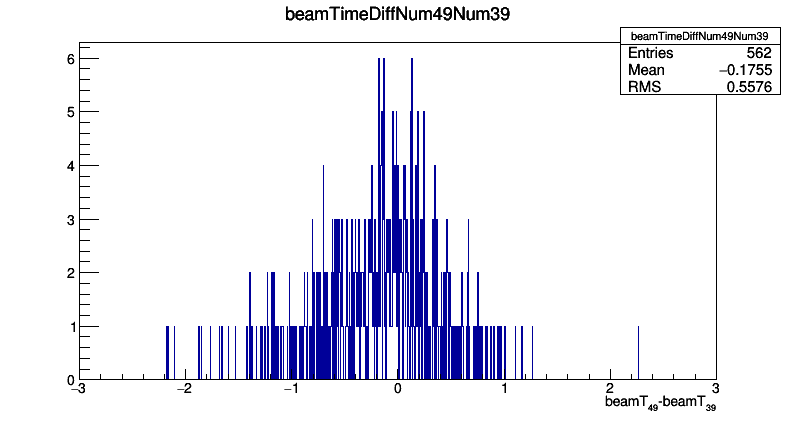 beamTimeDiffNum49Num39
beamTimeDiffNum49Num39
Entries 562
Mean −0.1755
RMS 0.5576
6
5
4
3
2
1
0
−3 −2 −1 0 1 2 3
beamT49-beamT39